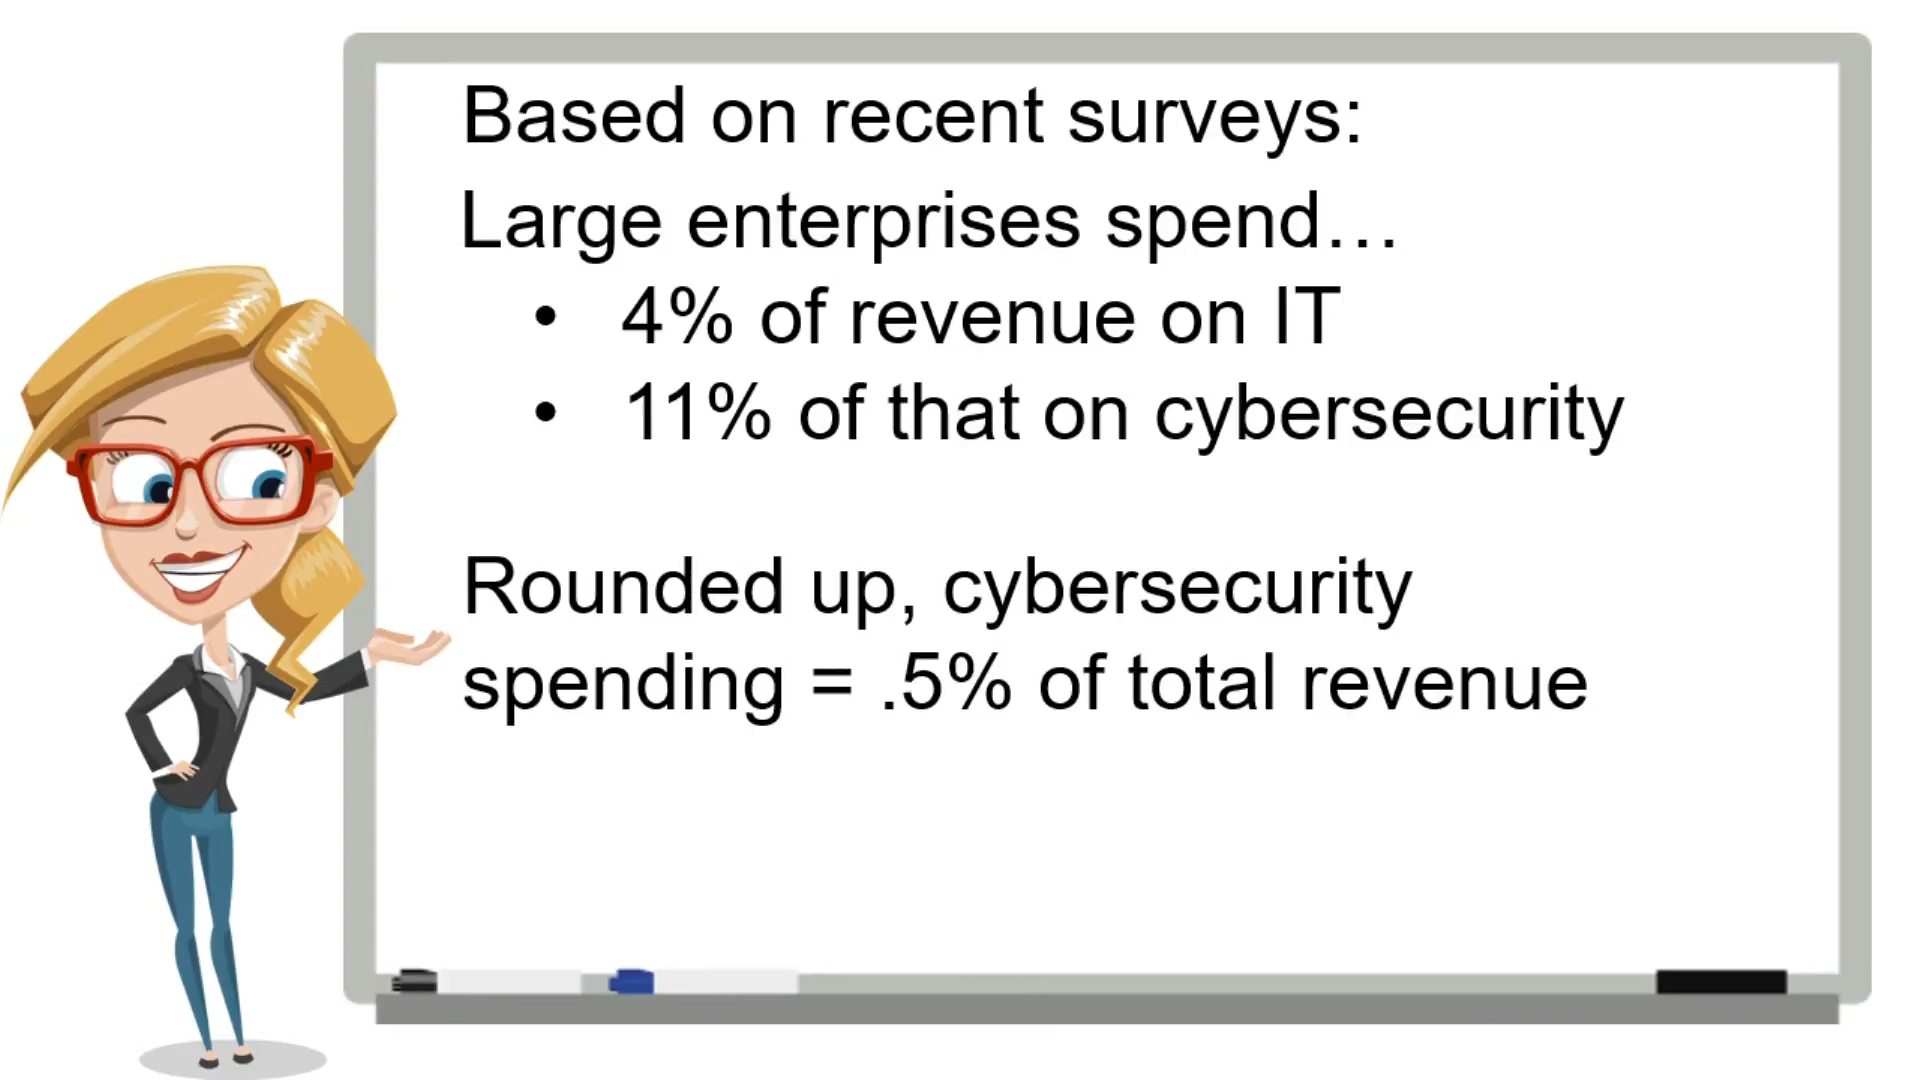 Based on recent surveys:
Large enterprises spend…
• 4% of revenue on IT
• 11% of that on cybersecurity
Rounded up, cybersecurity
spending = .5% of total revenue